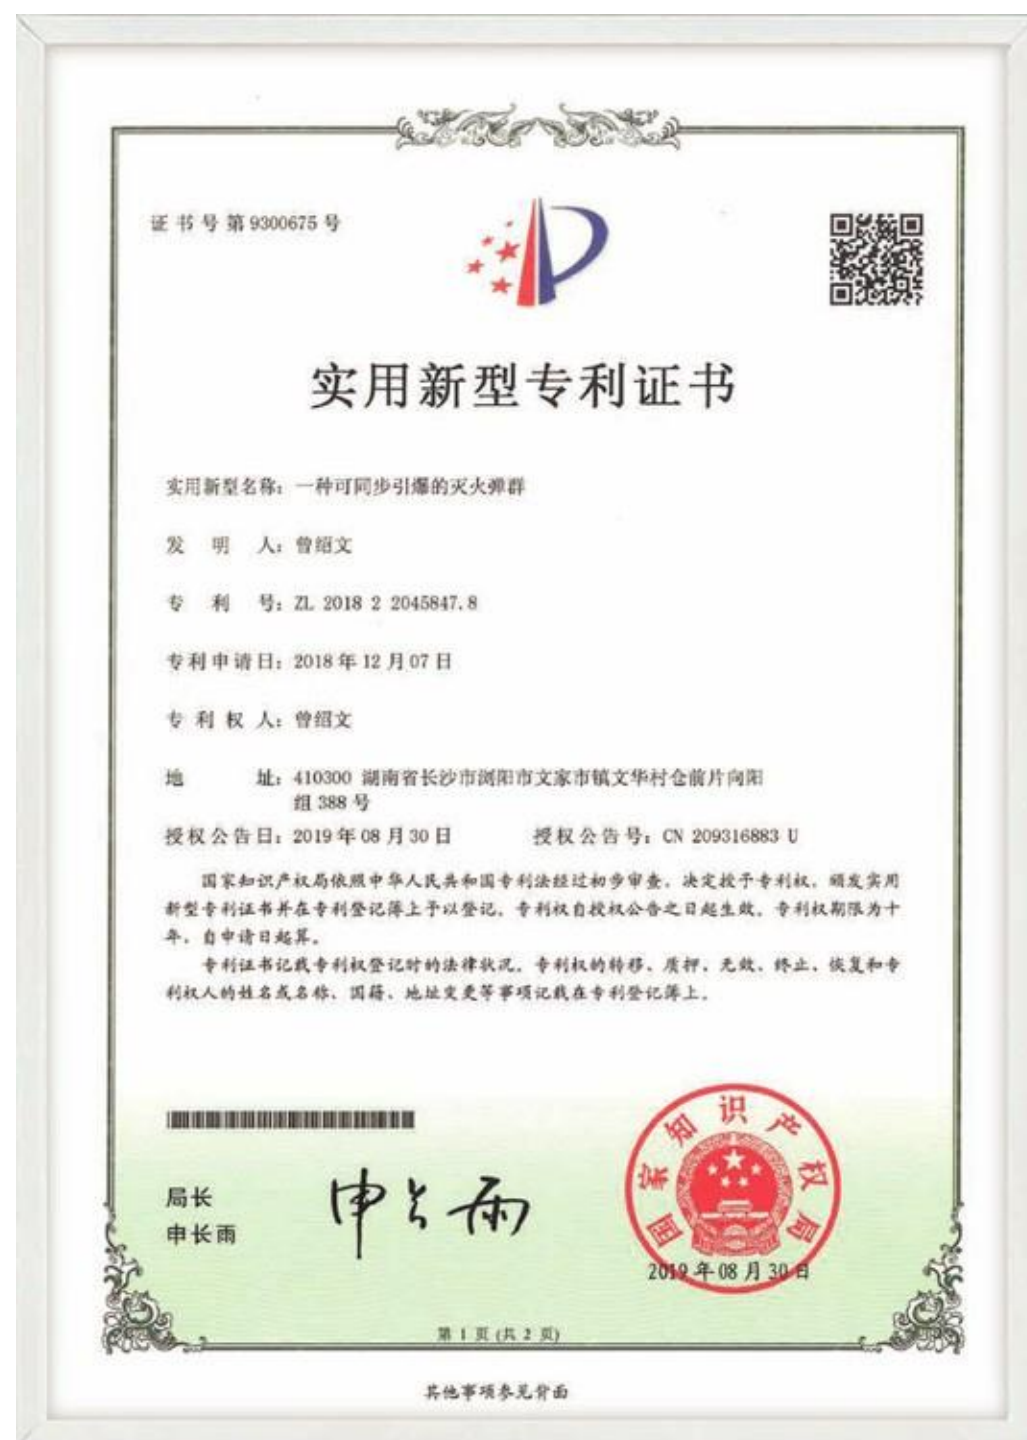 证书号第9300675号
实用新型专利证书
实用新型名称：一种可同步引爆的灭火弹群
发明人：曾绍文
专利号：ZL 2018 2 2045847.8
专利申请日：2018年12月07日
专利权人：曾绍文
地址：410300 湖南省长沙市浏阳市文家市镇文华村仓前片向阳
组388号
授权公告日：2019年08月30日 授权公告号：CN 209316883 U
国家知识产权局依照中华人民共和国专利法经过初步审查，决定授予专利权，颁发实用
新型专利证书并在专利登记簿上予以登记。专利权自授权公告之日起生效。专利权期限为十
年，自申请日起算。
专利证书记载专利权登记时的法律状况。专利权的转移、质押、无效、终止、恢复和专
利权人的姓名或名称、国籍、地址变更等事项记载在专利登记簿上。
局长
申长雨
申长雨
国家知识产权局
2019年08月30日
第 1 页 (共 2 页)
其他事项参见背面